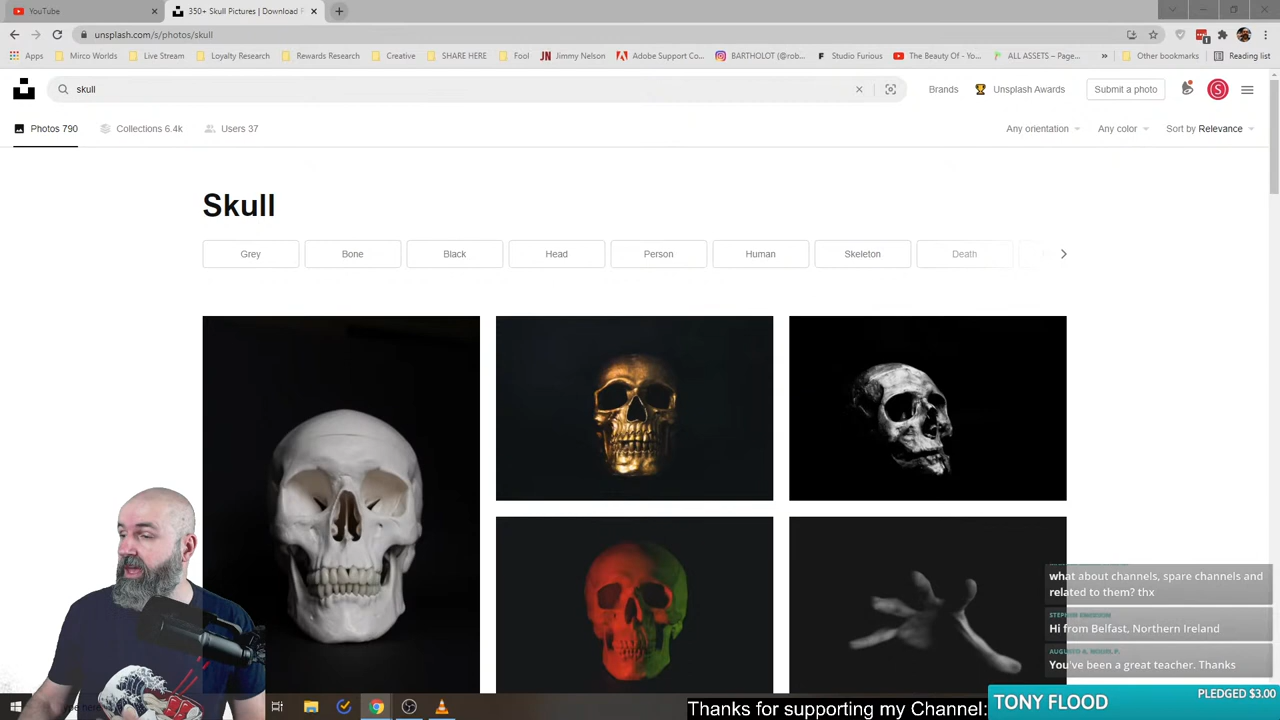 YouTube
350+ Skull Pictures | Download
unsplash.com/s/photos/skull
Apps
Mirco Worlds
Live Stream
Loyalty Research
Rewards Research
Creative
SHARE HERE
Fool
JN Jimmy Nelson
Adobe Support Co...
BARTHOLOT (@rob...
F Studio Furious
The Beauty Of - Yo...
ALL ASSETS – Page...
»
Other bookmarks
Reading list
skull
Brands
Unsplash Awards
Submit a photo
S
Photos 790
Collections 6.4k
Users 37
Any orientation
Any color
Sort by Relevance
Skull
Grey
Bone
Black
Head
Person
Human
Skeleton
Death
what about channels, spare channels and
related to them? thx
Hi from Belfast, Northern Ireland
AUGUSTO A. MODOL P.
You've been a great teacher. Thanks
Thanks for supporting my Channel:
TONY FLOOD
PLEDGED $3.00